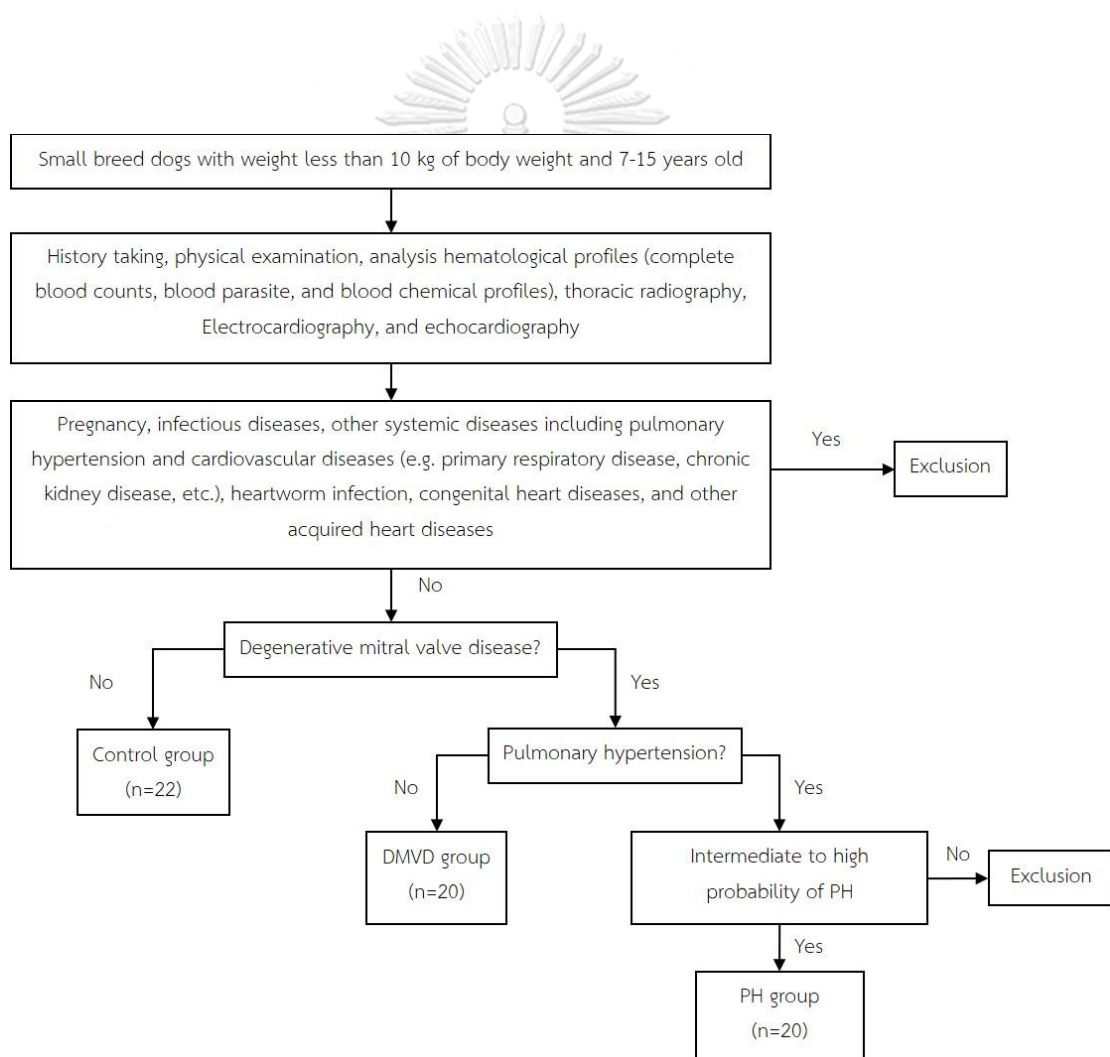 Small breed dogs with weight less than 10 kg of body weight and 7-15 years old
History taking, physical examination, analysis hematological profiles (complete
blood counts, blood parasite, and blood chemical profiles), thoracic radiography,
Electrocardiography, and echocardiography
Pregnancy, infectious diseases, other systemic diseases including pulmonary
hypertension and cardiovascular diseases (e.g. primary respiratory disease, chronic
kidney disease, etc.), heartworm infection, congenital heart diseases, and other
acquired heart diseases
Yes
Exclusion
No
Degenerative mitral valve disease?
No
Yes
Control group
(n=22)
Pulmonary hypertension?
No
Yes
DMVD group
(n=20)
Intermediate to high
probability of PH
No
Exclusion
Yes
PH group
(n=20)